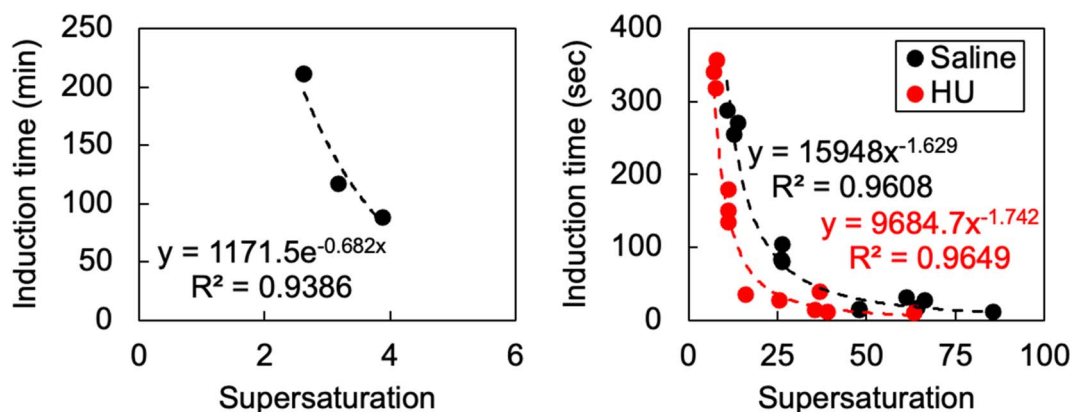 Induction time (min)
250
200
150
100
50
0
y = 1171.5e^-0.682x
R² = 0.9386
0 2 4 6
Supersaturation
Induction time (sec)
400
300
200
100
0
Saline
HU
y = 15948x^-1.629
R² = 0.9608
y = 9684.7x^-1.742
R² = 0.9649
0 25 50 75 100
Supersaturation